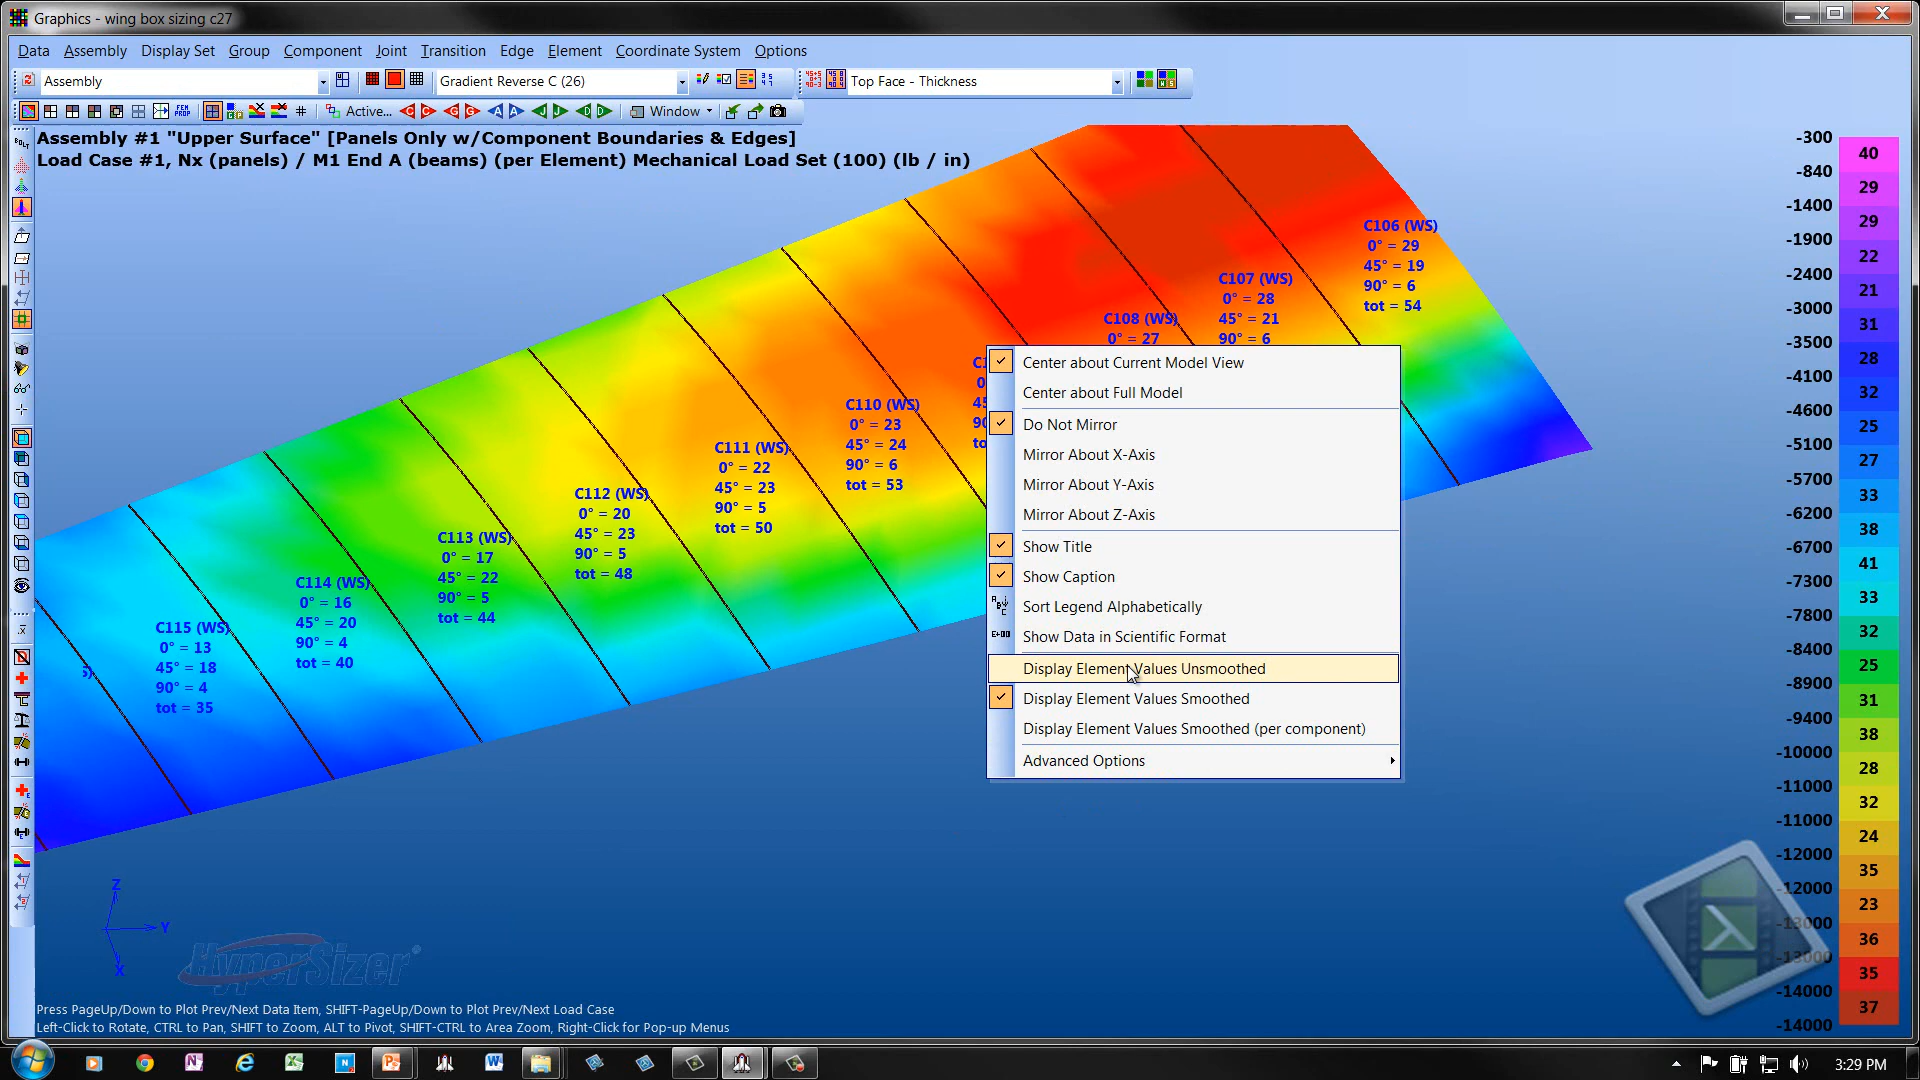 Graphics - wing box sizing c27
Data Assembly Display Set Group Component Joint Transition Edge Element Coordinate System Options
Assembly Gradient Reverse C (26) Top Face - Thickness
Active... Window
Assembly #1 "Upper Surface" [Panels Only w/Component Boundaries & Edges]
Load Case #1, Nx (panels) / M1 End A (beams) (per Element) Mechanical Load Set (100) (lb / in)
C106 (WS)
0° = 29
45° = 19
90° = 6
tot = 54
C107 (WS)
0° = 28
45° = 21
90° = 6
C108 (WS)
0° = 27
C110 (WS)
0° = 23
45° = 24
90° = 6
tot = 53
C111 (WS)
0° = 22
45° = 23
90° = 5
tot = 50
C112 (WS)
0° = 20
45° = 23
90° = 5
tot = 48
C113 (WS)
0° = 17
45° = 22
90° = 5
tot = 44
C114 (WS)
0° = 16
45° = 20
90° = 4
tot = 40
C115 (WS)
0° = 13
45° = 18
90° = 4
tot = 35
Center about Current Model View
Center about Full Model
Do Not Mirror
Mirror About X-Axis
Mirror About Y-Axis
Mirror About Z-Axis
Show Title
Show Caption
Sort Legend Alphabetically
Show Data in Scientific Format
Display Element Values Unsmoothed
Display Element Values Smoothed
Display Element Values Smoothed (per component)
Advanced Options
-300
40
-840
29
-1400
29
-1900
22
-2400
21
-3000
31
-3500
28
-4100
25
-4600
27
-5100
33
-5700
38
-6200
41
-6700
33
-7300
32
-7800
25
-8400
31
-8900
38
-9400
28
-10000
32
-11000
24
-12000
35
-12000
23
-13000
36
-13000
35
-14000
37
-14000
Z
Y
X
HyperSizer
Press PageUp/Down to Plot Prev/Next Data Item, SHIFT-PageUp/Down to Plot Prev/Next Load Case
Left-Click to Rotate, CTRL to Pan, SHIFT to Zoom, ALT to Pivot, SHIFT-CTRL to Area Zoom, Right-Click for Pop-up Menus
3:29 PM